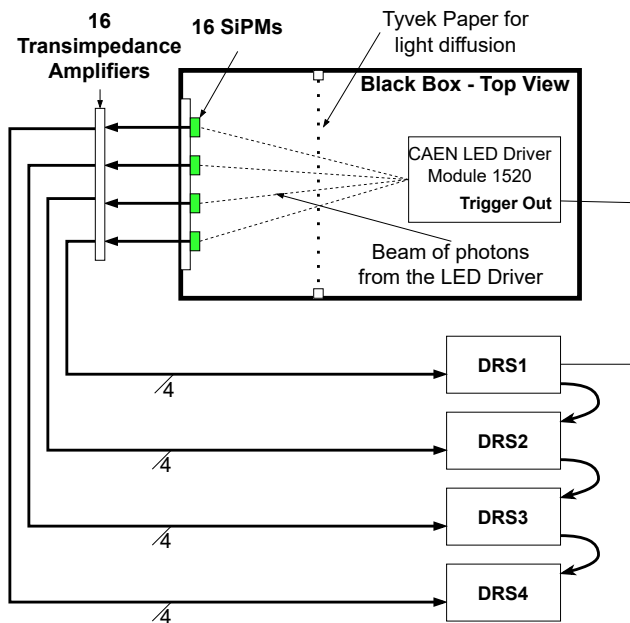 16
Transimpedance
Amplifiers
16 SiPMs
Tyvek Paper for
light diffusion
Black Box - Top View
CAEN LED Driver
Module 1520
Trigger Out
Beam of photons
from the LED Driver
DRS1
4
DRS2
4
DRS3
4
DRS4
4